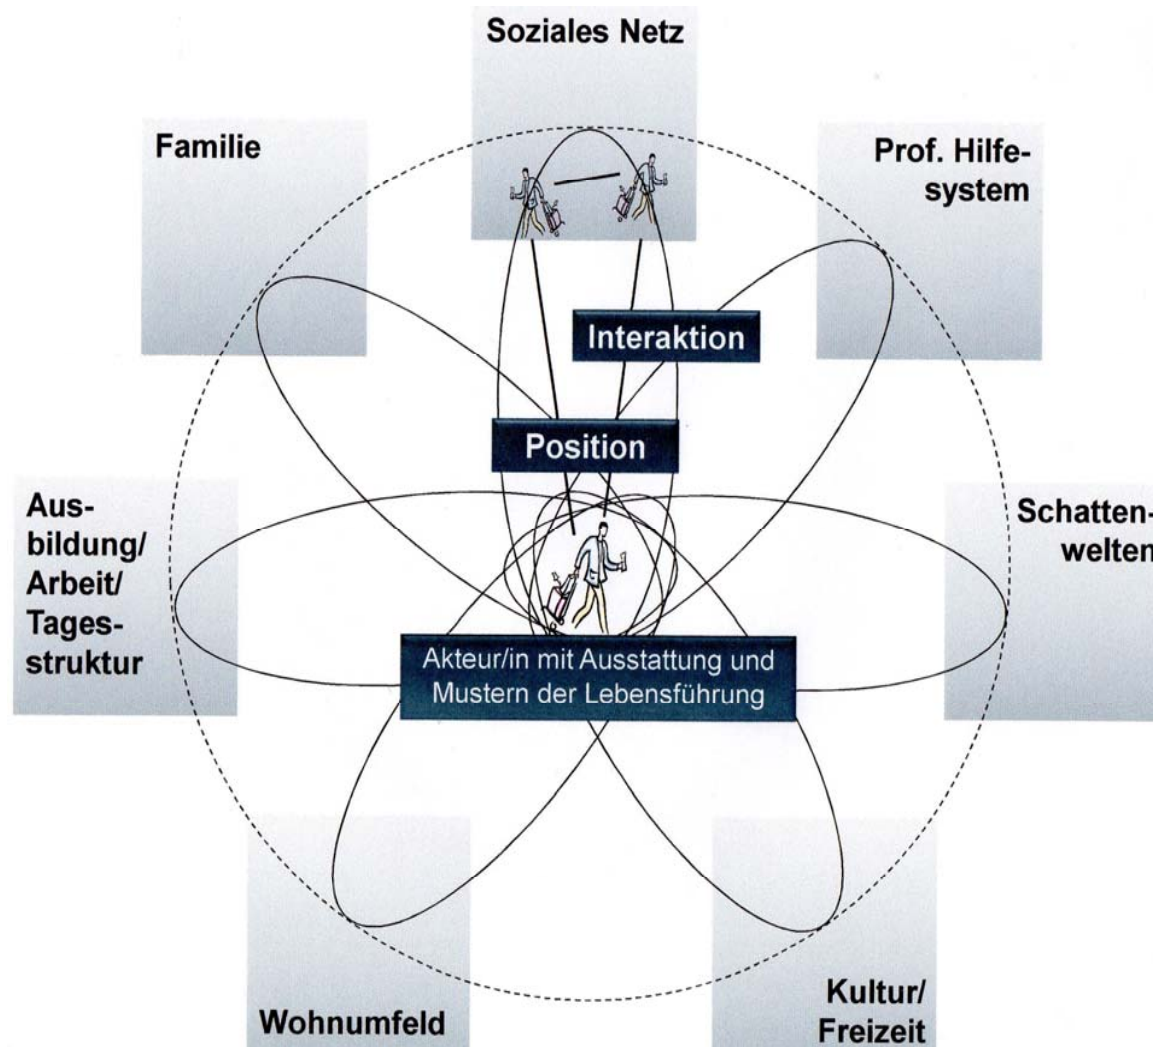 Soziales Netz
Familie
Prof. Hilfe-
system
Interaktion
Position
Aus-
bildung/
Arbeit/
Tages-
struktur
Schatten-
welten
Akteur/in mit Ausstattung und
Mustern der Lebensführung
Wohnumfeld
Kultur/
Freizeit